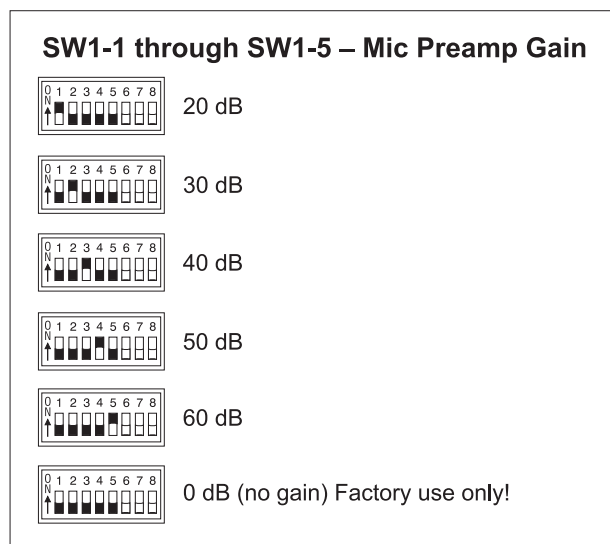 SW1-1 through SW1-5 – Mic Preamp Gain
O N 1 2 3 4 5 6 7 8
20 dB
O N 1 2 3 4 5 6 7 8
30 dB
O N 1 2 3 4 5 6 7 8
40 dB
O N 1 2 3 4 5 6 7 8
50 dB
O N 1 2 3 4 5 6 7 8
60 dB
O N 1 2 3 4 5 6 7 8
0 dB (no gain) Factory use only!